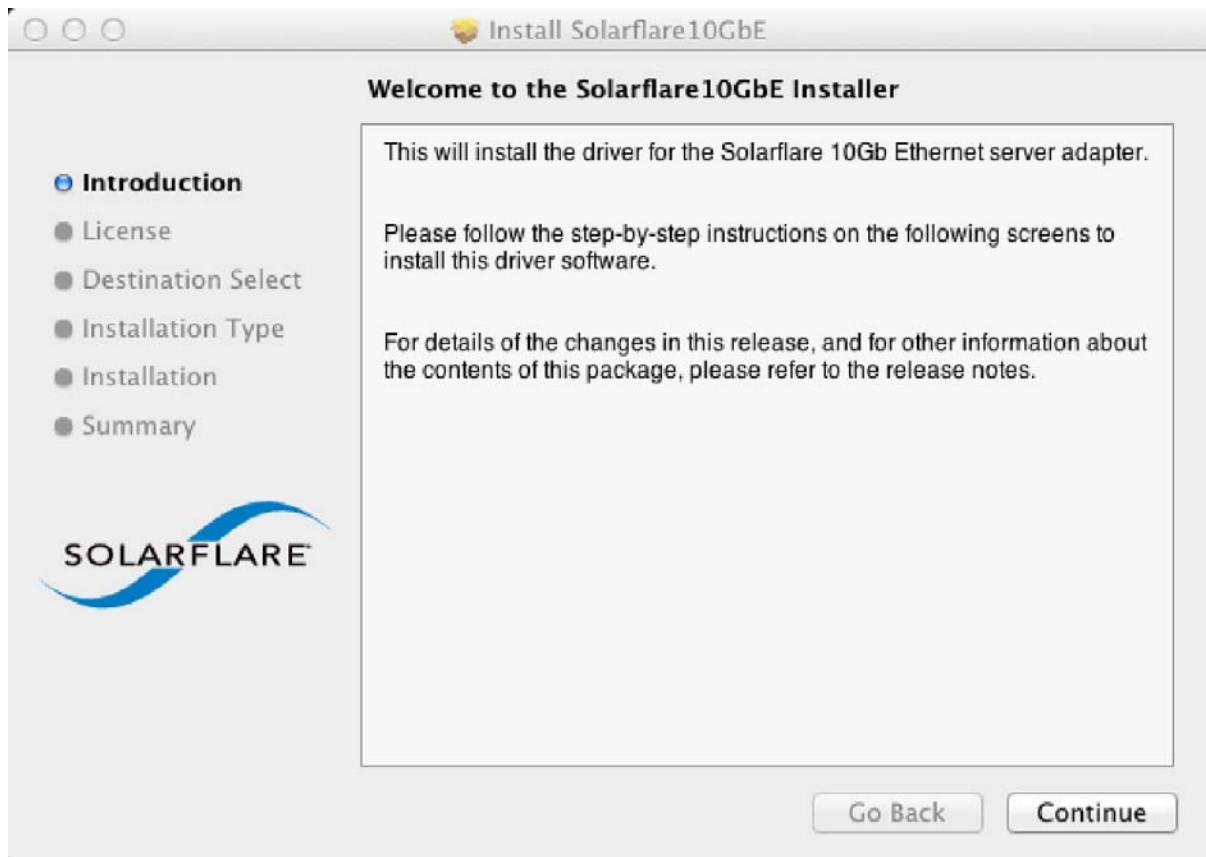 Install Solarflare10GbE
Welcome to the Solarflare10GbE Installer
Introduction
License
Destination Select
Installation Type
Installation
Summary
SOLARFLARE
This will install the driver for the Solarflare 10Gb Ethernet server adapter.
Please follow the step-by-step instructions on the following screens to
install this driver software.
For details of the changes in this release, and for other information about
the contents of this package, please refer to the release notes.
Go Back
Continue